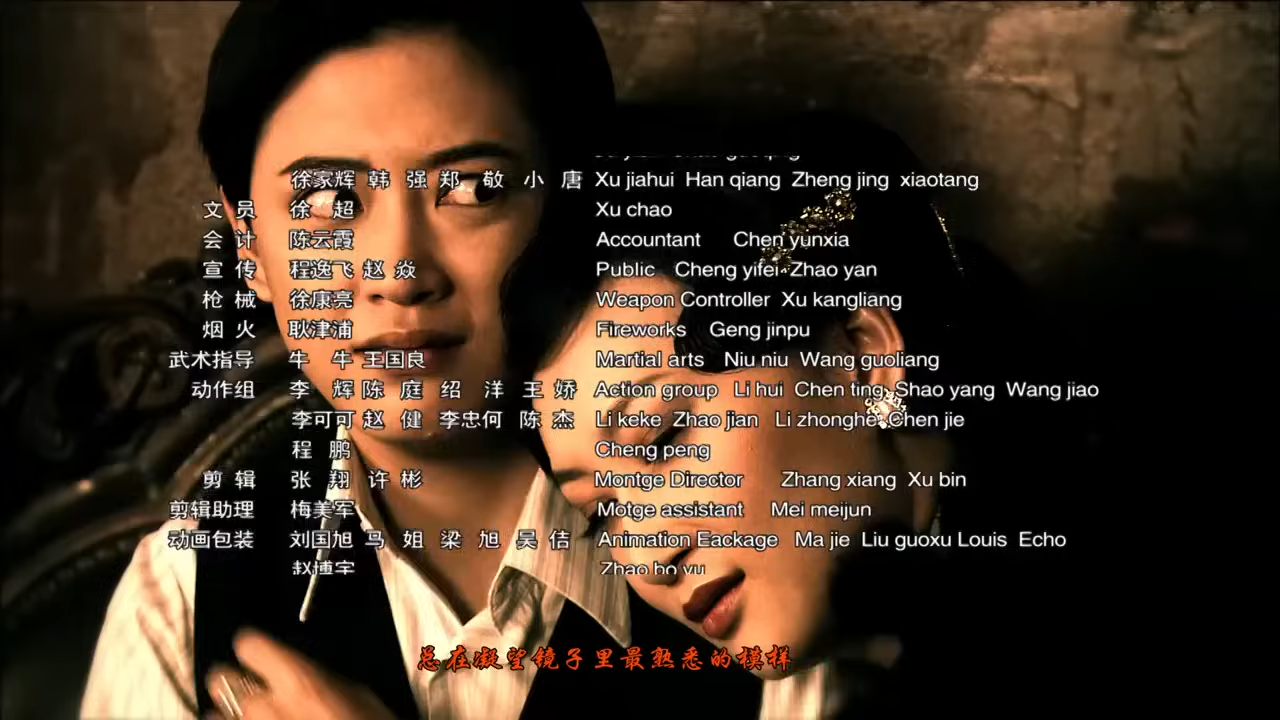 徐家辉 韩 强 郑 敬 小 唐 Xu jiahui Han qiang Zheng jing xiaotang
文 员 徐 超 Xu chao
会 计 陈云霞 Accountant Chen yunxia
宣 传 程逸飞 赵 焱 Public Cheng yifei Zhao yan
枪 械 徐康亮 Weapon Controller Xu kangliang
烟 火 耿津浦 Fireworks Geng jinpu
武术指导 牛 牛 王国良 Martial arts Niu niu Wang guoliang
动作组 李 辉 陈 庭 绍 洋 王 娇 Action group Li hui Chen ting Shao yang Wang jiao
李可可 赵 健 李忠何 陈 杰 Li keke Zhao jian Li zhonghe Chen jie
程 鹏 Cheng peng
剪 辑 张 翔 许 彬 Montge Director Zhang xiang Xu bin
剪辑助理 梅美军 Motge assistant Mei meijun
动画包装 刘国旭 马 姐 梁 旭 吴 佶 Animation Eackage Ma jie Liu guoxu Louis Echo
赵博宇 Zhao bo yu
总在凝望镜子里最熟悉的模样